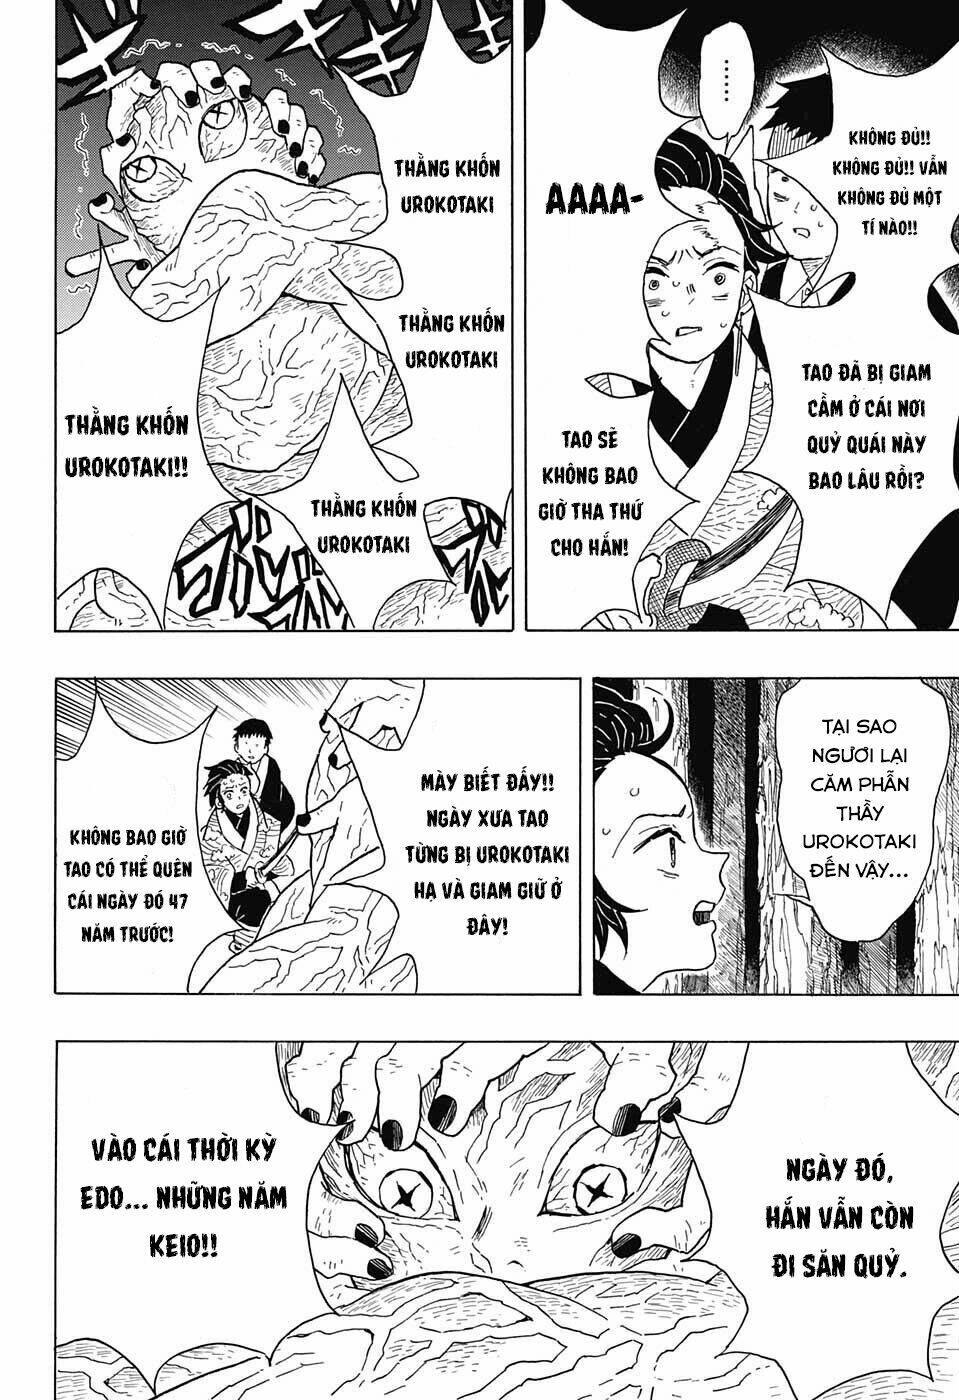 ……
KHÔNG ĐỦ!!
KHÔNG ĐỦ!! VẪN
KHÔNG ĐỦ MỘT
TÍ NÀO!!
AAAA-
TAO ĐÃ BỊ GIAM
CẦM Ở CÁI NƠI
QUỶ QUÁI NÀY
BAO LÂU RỒI?
TAO SẼ
KHÔNG BAO
GIỜ THA THỨ
CHO HẮN!
THẰNG KHỐN
UROKOTAKI
THẰNG KHỐN
UROKOTAKI
THẰNG KHỐN
UROKOTAKI!!
THẰNG KHỐN
UROKOTAKI
TẠI SAO
NGƯƠI LẠI
CĂM PHẪN
THẦY
UROKOTAKI
ĐẾN VẬY...
MÀY BIẾT ĐẤY!!
NGÀY XƯA TAO
TỪNG BỊ UROKOTAKI
HẠ VÀ GIAM GIỮ Ở
ĐÂY!
KHÔNG BAO GIỜ
TAO CÓ THỂ QUÊN
CÁI NGÀY ĐÓ 47
NĂM TRƯỚC!
NGÀY ĐÓ,
HẮN VẪN CÒN
ĐI SĂN QUỶ.
VÀO CÁI THỜI KỲ
EDO... NHỮNG NĂM
KEIO!!